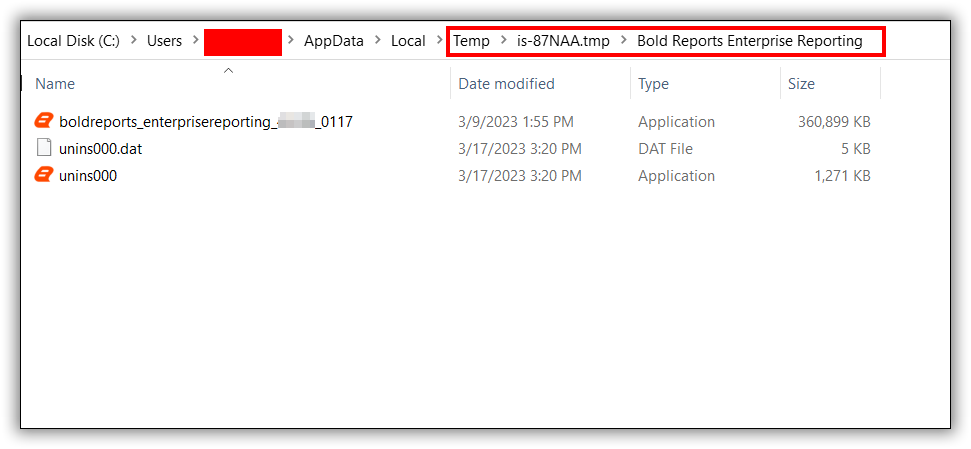 Local Disk (C:) > Users > > AppData > Local > Temp > is-87NAA.tmp > Bold Reports Enterprise Reporting
Name Date modified Type Size
boldreports_enterprisereporting_ _0117 3/9/2023 1:55 PM Application 360,899 KB
unins000.dat 3/17/2023 3:20 PM DAT File 5 KB
unins000 3/17/2023 3:20 PM Application 1,271 KB